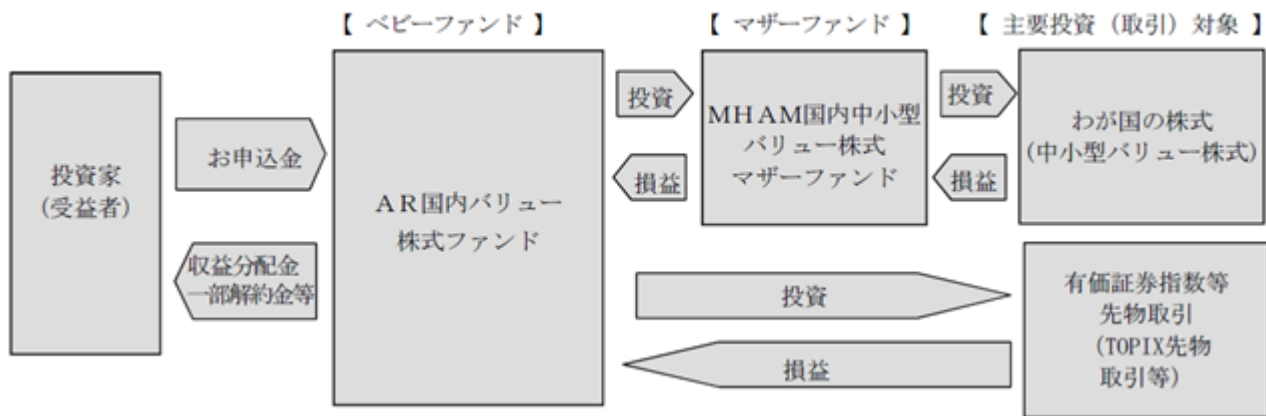 【 ベビーファンド 】
【 マザーファンド 】
【 主要投資（取引）対象 】
投資家
(受益者)
お申込金
収益分配金
一部解約金等
ＡＲ国内バリュー
株式ファンド
投資
損益
ＭＨＡＭ国内中小型
バリュー株式
マザーファンド
投資
損益
わが国の株式
(中小型バリュー株式)
投資
損益
有価証券指数等
先物取引
(TOPIX先物
取引等)